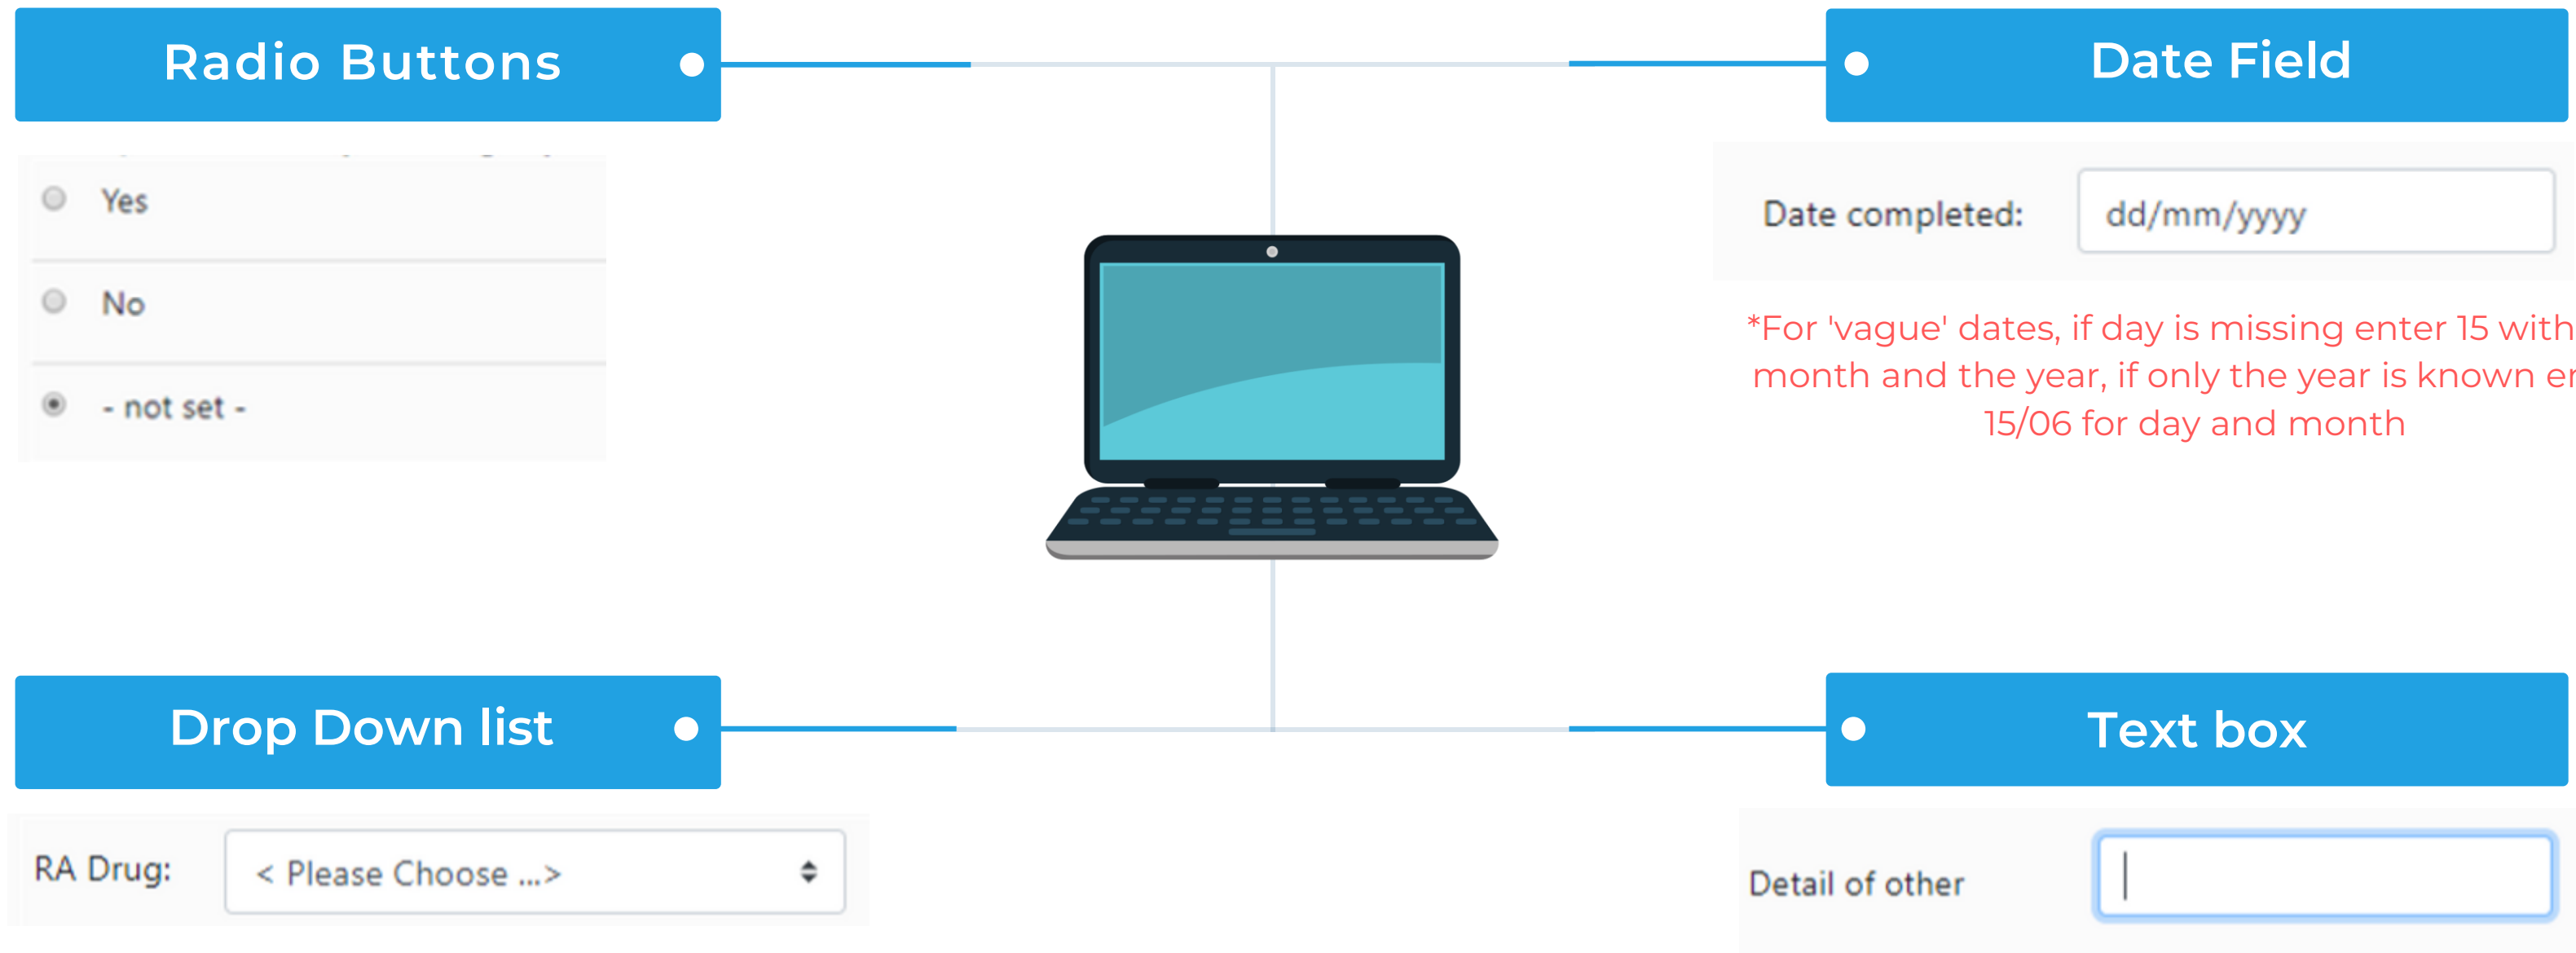 Radio Buttons
Yes
No
- not set -
Date Field
Date completed:
dd/mm/yyyy
*For 'vague' dates, if day is missing enter 15 with
month and the year, if only the year is known
15/06 for day and month
Drop Down list
RA Drug:
< Please Choose ...>
Text box
Detail of other